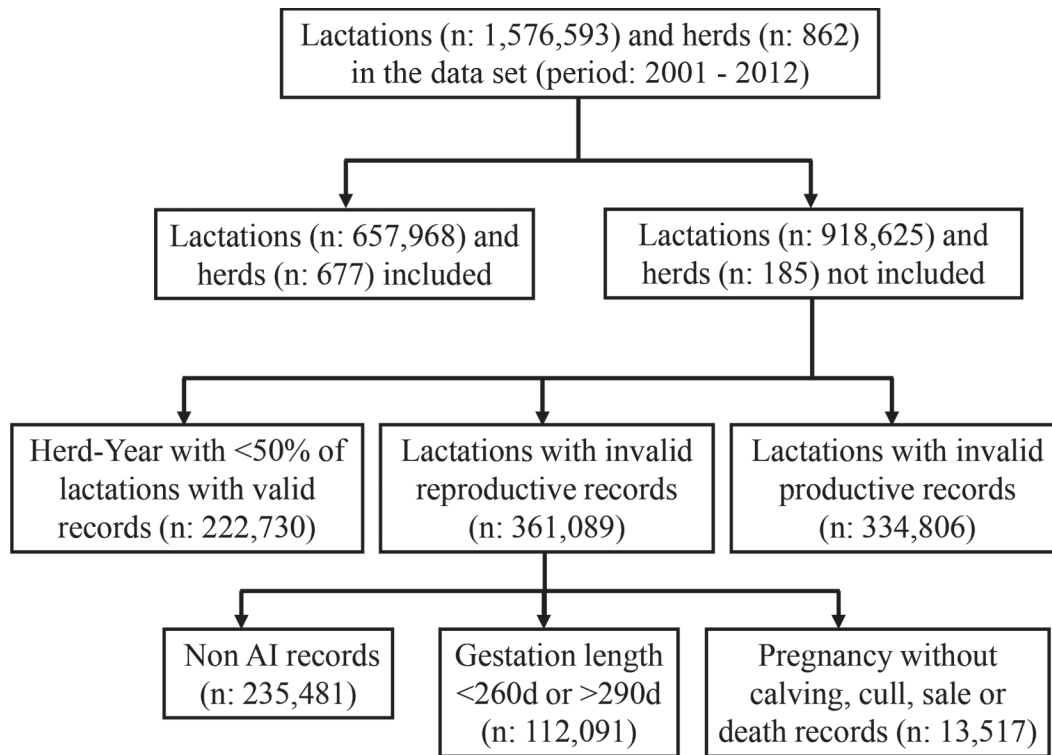 Lactations (n: 1,576,593) and herds (n: 862)
in the data set (period: 2001 - 2012)
Lactations (n: 657,968) and
herds (n: 677) included
Lactations (n: 918,625) and
herds (n: 185) not included
Herd-Year with <50% of
lactations with valid
records (n: 222,730)
Lactations with invalid
reproductive records
(n: 361,089)
Lactations with invalid
productive records
(n: 334,806)
Non AI records
(n: 235,481)
Gestation length
<260d or >290d
(n: 112,091)
Pregnancy without
calving, cull, sale or
death records (n: 13,517)